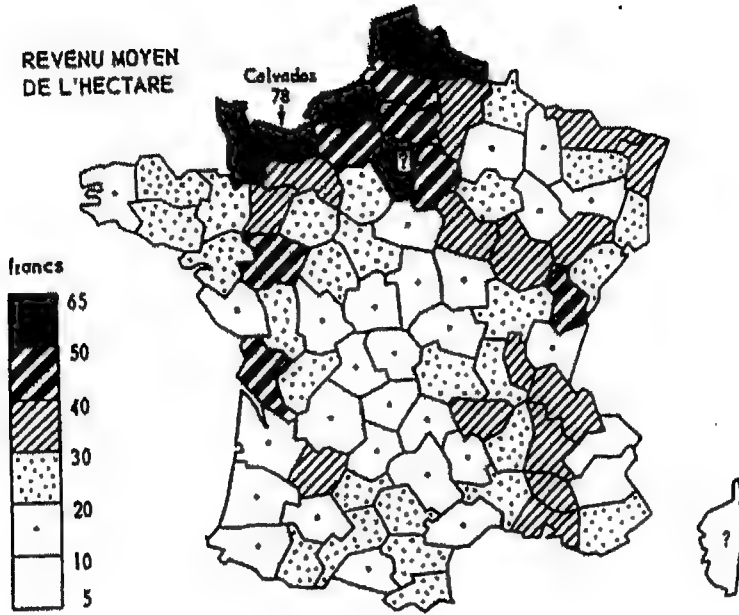 REVENU MOYEN
DE L'HECTARE
Calvados
78
?
francs
65
50
40
30
20
10
5
?